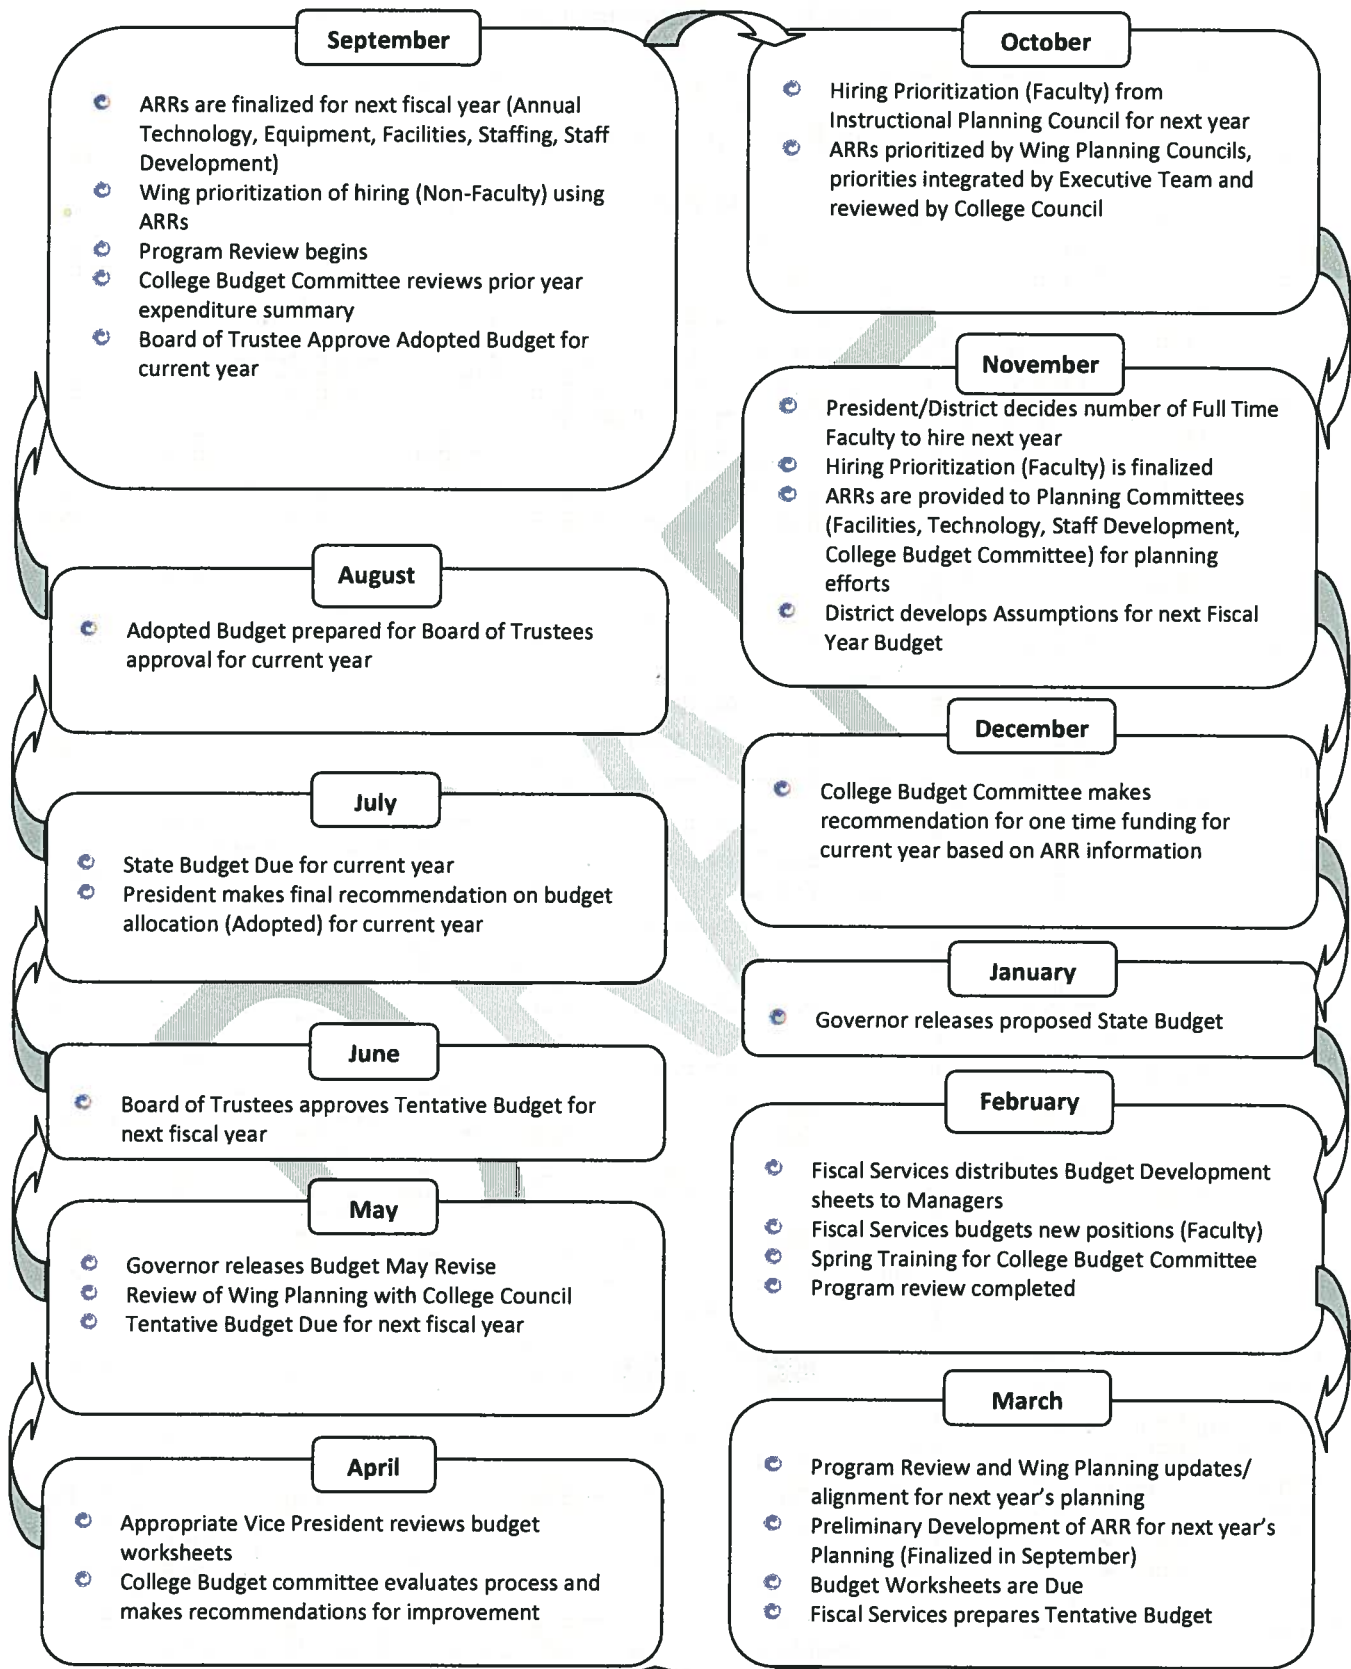 September
ARRs are finalized for next fiscal year (Annual
Technology, Equipment, Facilities, Staffing, Staff
Development)
Wing prioritization of hiring (Non-Faculty) using
ARRs
Program Review begins
College Budget Committee reviews prior year
expenditure summary
Board of Trustee Approve Adopted Budget for
current year
October
Hiring Prioritization (Faculty) from
Instructional Planning Council for next year
ARRs prioritized by Wing Planning Councils,
priorities integrated by Executive Team and
reviewed by College Council
November
President/District decides number of Full Time
Faculty to hire next year
Hiring Prioritization (Faculty) is finalized
ARRs are provided to Planning Committees
(Facilities, Technology, Staff Development,
College Budget Committee) for planning
efforts
District develops Assumptions for next Fiscal
Year Budget
December
College Budget Committee makes
recommendation for one time funding for
current year based on ARR information
January
Governor releases proposed State Budget
February
Fiscal Services distributes Budget Development
sheets to Managers
Fiscal Services budgets new positions (Faculty)
Spring Training for College Budget Committee
Program review completed
March
Program Review and Wing Planning updates/
alignment for next year's planning
Preliminary Development of ARR for next year's
Planning (Finalized in September)
Budget Worksheets are Due
Fiscal Services prepares Tentative Budget
April
Appropriate Vice President reviews budget
worksheets
College Budget committee evaluates process and
makes recommendations for improvement
May
Governor releases Budget May Revise
Review of Wing Planning with College Council
Tentative Budget Due for next fiscal year
June
Board of Trustees approves Tentative Budget for
next fiscal year
July
State Budget Due for current year
President makes final recommendation on budget
allocation (Adopted) for current year
August
Adopted Budget prepared for Board of Trustees
approval for current year